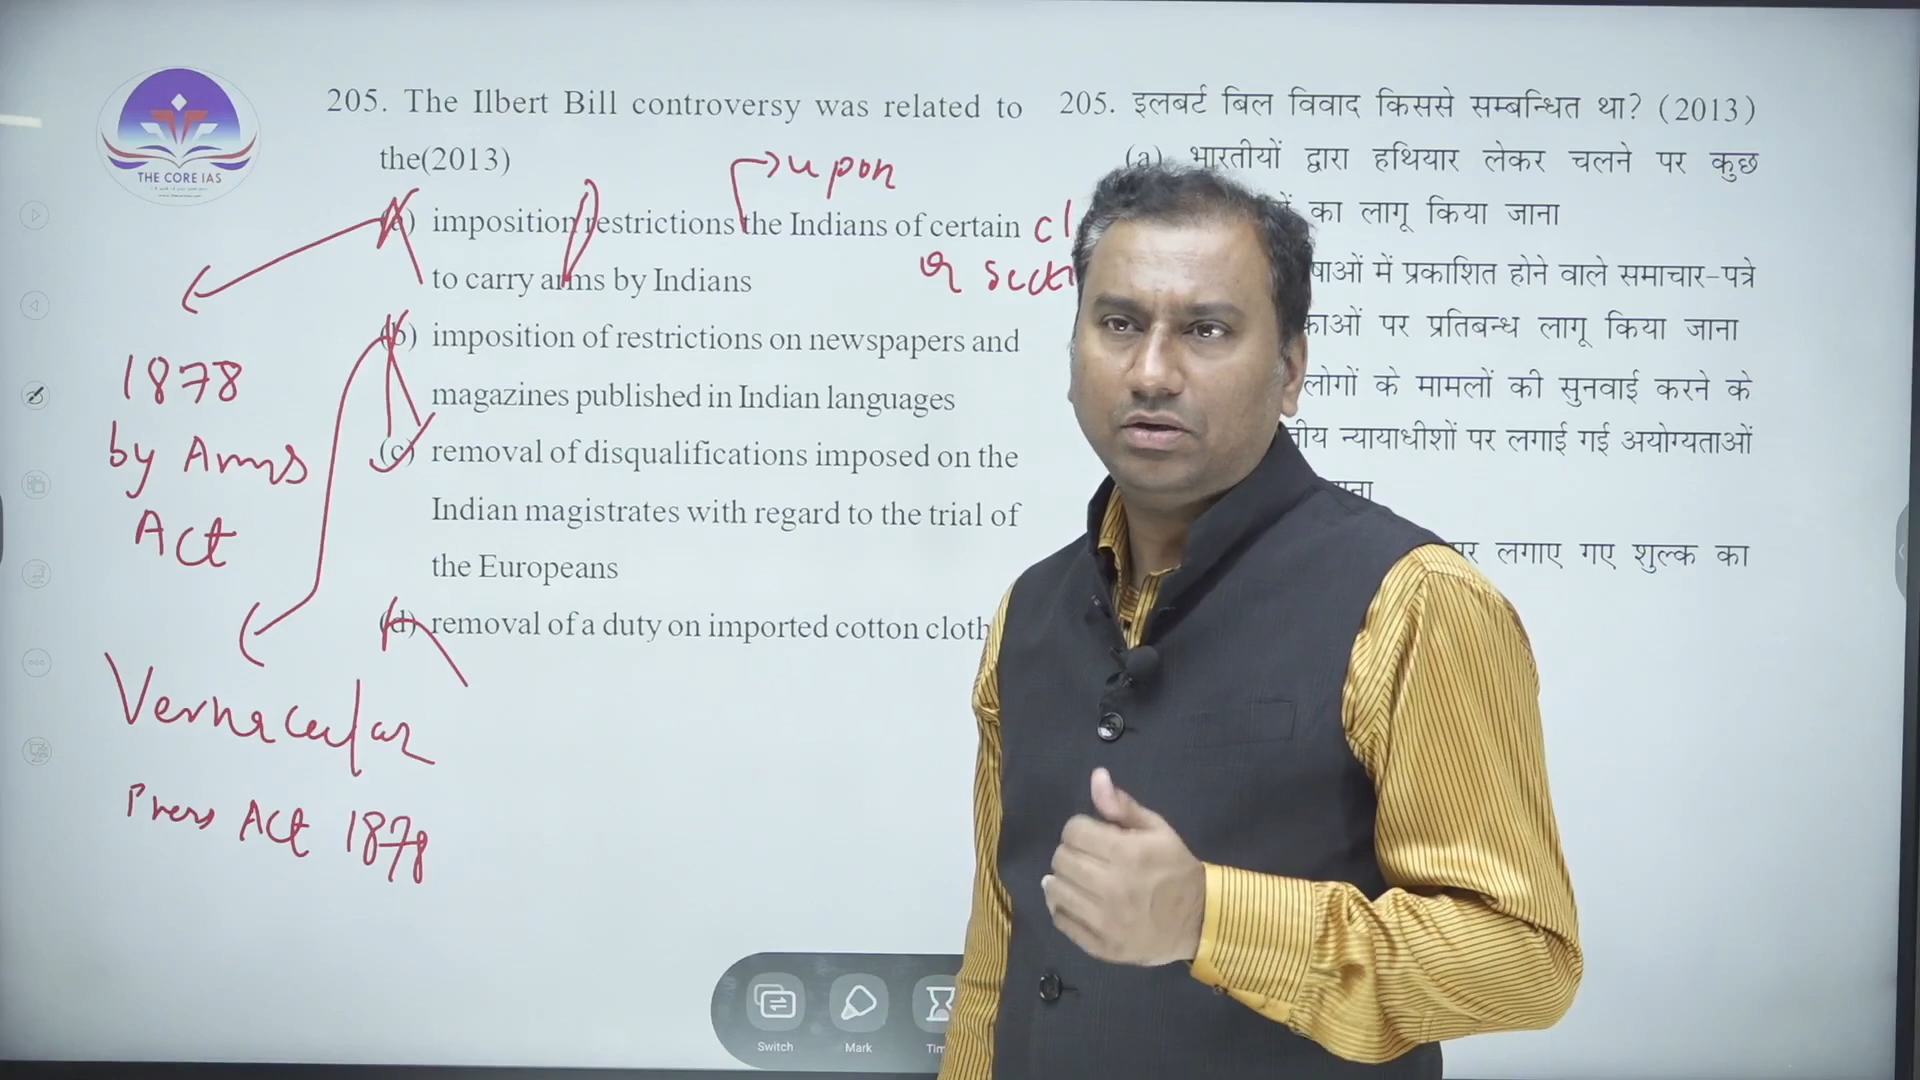 THE CORE IAS
205. The Ilbert Bill controversy was related to
the(2013)
upon
(a) imposition restrictions the Indians of certain
to carry arms by Indians
(b) imposition of restrictions on newspapers and
magazines published in Indian languages
(c) removal of disqualifications imposed on the
Indian magistrates with regard to the trial of
the Europeans
(d) removal of a duty on imported cotton cloth
1878
by Arms
Act
Vernacular
Press Act 1878
205. इलबर्ट बिल विवाद किससे सम्बन्धित था? (2013)
(a) भारतीयों द्वारा हथियार लेकर चलने पर कुछ
का लागू किया जाना
में प्रकाशित होने वाले समाचार-पत्रे
पर प्रतिबन्ध लागू किया जाना
लोगों के मामलों की सुनवाई करने के
न्यायाधीशों पर लगाई गई अयोग्यताओं
पर लगाए गए शुल्क का
Switch
Mark